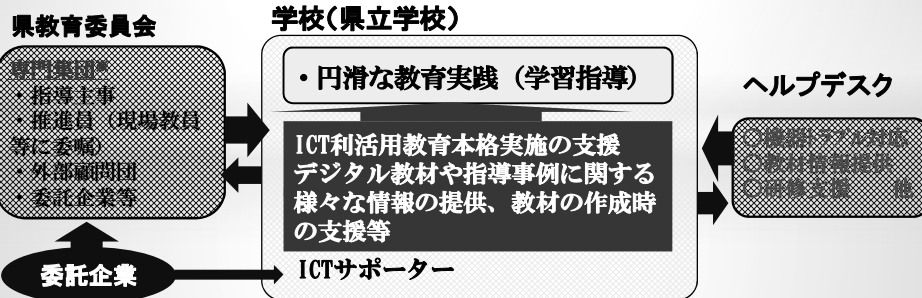 県教育委員会
専門集団※
・指導主事
・推進員（現場教員
等に委嘱）
・外部顧問団
・委託企業等
委託企業
学校（県立学校）
・円滑な教育実践（学習指導）
ICT利活用教育本格実施の支援
デジタル教材や指導事例に関する
様々な情報の提供、教材の作成時
の支援等
ICTサポーター
ヘルプデスク
○機器トラブル対応
○教材情報提供
○研修支援　他